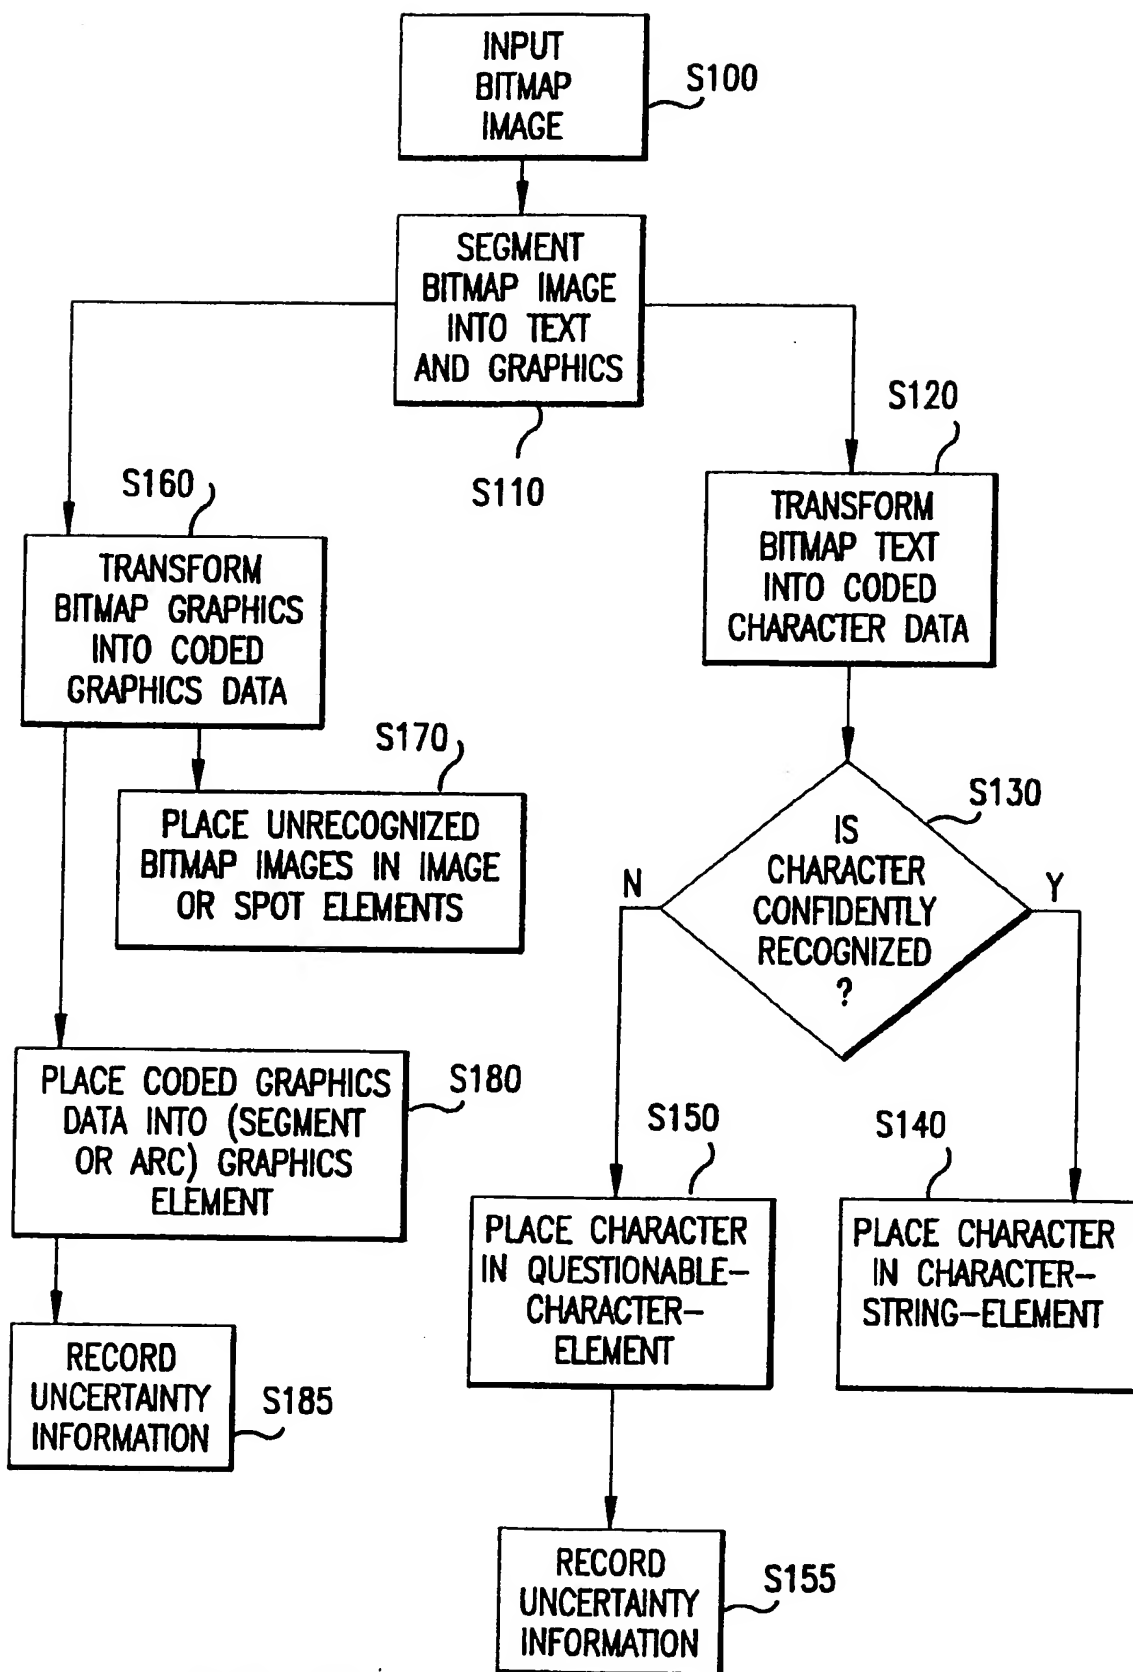 INPUT
BITMAP
IMAGE
S100
SEGMENT
BITMAP IMAGE
INTO TEXT
AND GRAPHICS
S110
S120
TRANSFORM
BITMAP TEXT
INTO CODED
CHARACTER DATA
S160
TRANSFORM
BITMAP GRAPHICS
INTO CODED
GRAPHICS DATA
S170
PLACE UNRECOGNIZED
BITMAP IMAGES IN IMAGE
OR SPOT ELEMENTS
S130
IS
CHARACTER
CONFIDENTLY
RECOGNIZED
?
N
Y
S180
PLACE CODED GRAPHICS
DATA INTO (SEGMENT
OR ARC) GRAPHICS
ELEMENT
S150
PLACE CHARACTER
IN QUESTIONABLE–
CHARACTER–
ELEMENT
S140
PLACE CHARACTER
IN CHARACTER–
STRING–ELEMENT
RECORD
UNCERTAINTY
INFORMATION
S185
RECORD
UNCERTAINTY
INFORMATION
S155